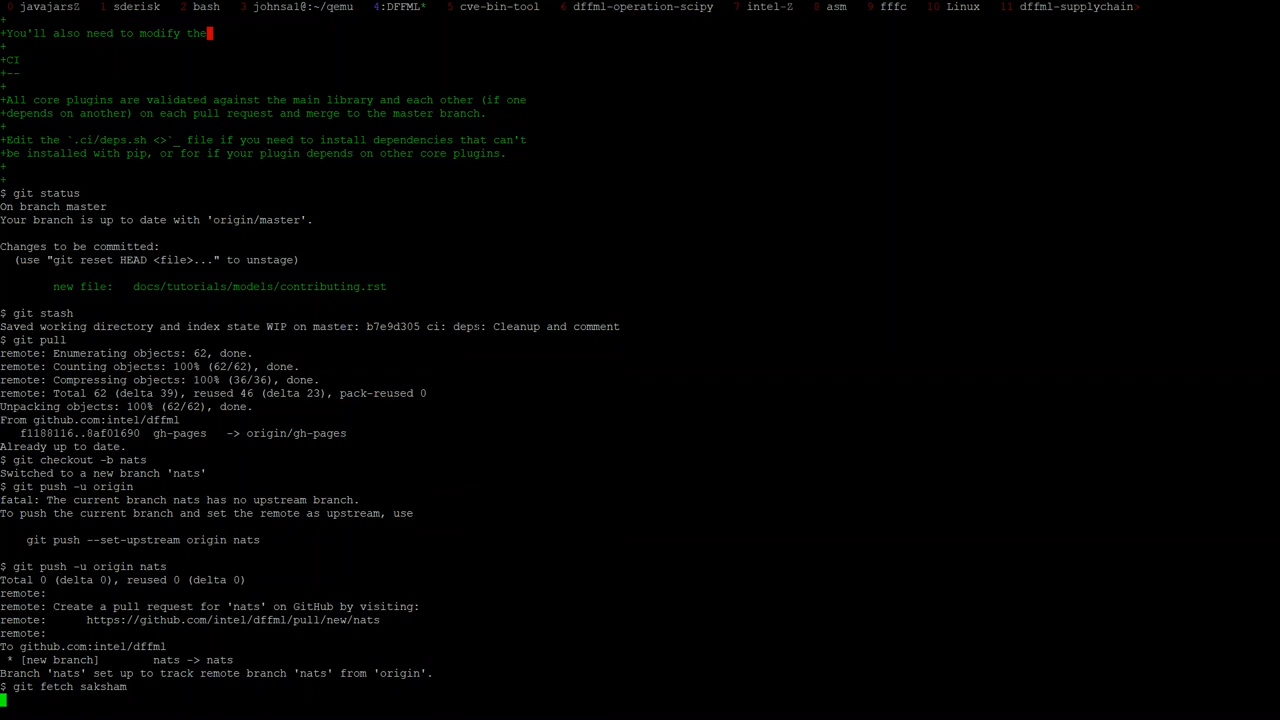 0 javajarsZ  1 sderisk  2 bash  3 johnsal@:~/qemu  4:DFFML*  5 cve-bin-tool  6 dffml-operation-scipy  7 intel-Z  8 asm  9 fffc  10 Linux  11 dffml-supplychain>
+
+You'll also need to modify the
+
+CI
+--
+
+All core plugins are validated against the main library and each other (if one
+depends on another) on each pull request and merge to the master branch.
+
+Edit the `.ci/deps.sh <>`_ file if you need to install dependencies that can't
+be installed with pip, or for if your plugin depends on other core plugins.
+
+
$ git status
On branch master
Your branch is up to date with 'origin/master'.
Changes to be committed:
  (use "git reset HEAD <file>..." to unstage)
        new file:   docs/tutorials/models/contributing.rst
$ git stash
Saved working directory and index state WIP on master: b7e9d305 ci: deps: Cleanup and comment
$ git pull
remote: Enumerating objects: 62, done.
remote: Counting objects: 100% (62/62), done.
remote: Compressing objects: 100% (36/36), done.
remote: Total 62 (delta 39), reused 46 (delta 23), pack-reused 0
Unpacking objects: 100% (62/62), done.
From github.com:intel/dffml
   f1188116..8af01690  gh-pages   -> origin/gh-pages
Already up to date.
$ git checkout -b nats
Switched to a new branch 'nats'
$ git push -u origin
fatal: The current branch nats has no upstream branch.
To push the current branch and set the remote as upstream, use
    git push --set-upstream origin nats
$ git push -u origin nats
Total 0 (delta 0), reused 0 (delta 0)
remote:
remote: Create a pull request for 'nats' on GitHub by visiting:
remote:      https://github.com/intel/dffml/pull/new/nats
remote:
To github.com:intel/dffml
 * [new branch]        nats -> nats
Branch 'nats' set up to track remote branch 'nats' from 'origin'.
$ git fetch saksham